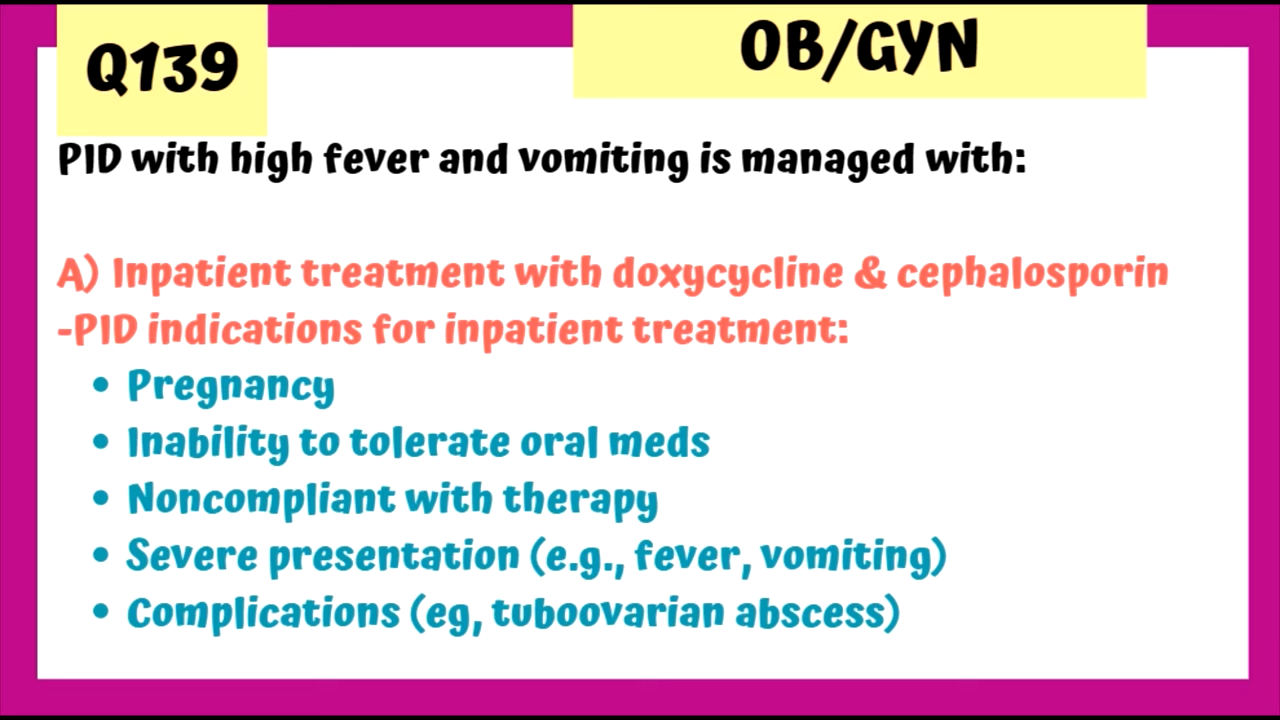 Q139
OB/GYN
PID with high fever and vomiting is managed with:
A) Inpatient treatment with doxycycline & cephalosporin
-PID indications for inpatient treatment:
• Pregnancy
• Inability to tolerate oral meds
• Noncompliant with therapy
• Severe presentation (e.g., fever, vomiting)
• Complications (eg, tuboovarian abscess)